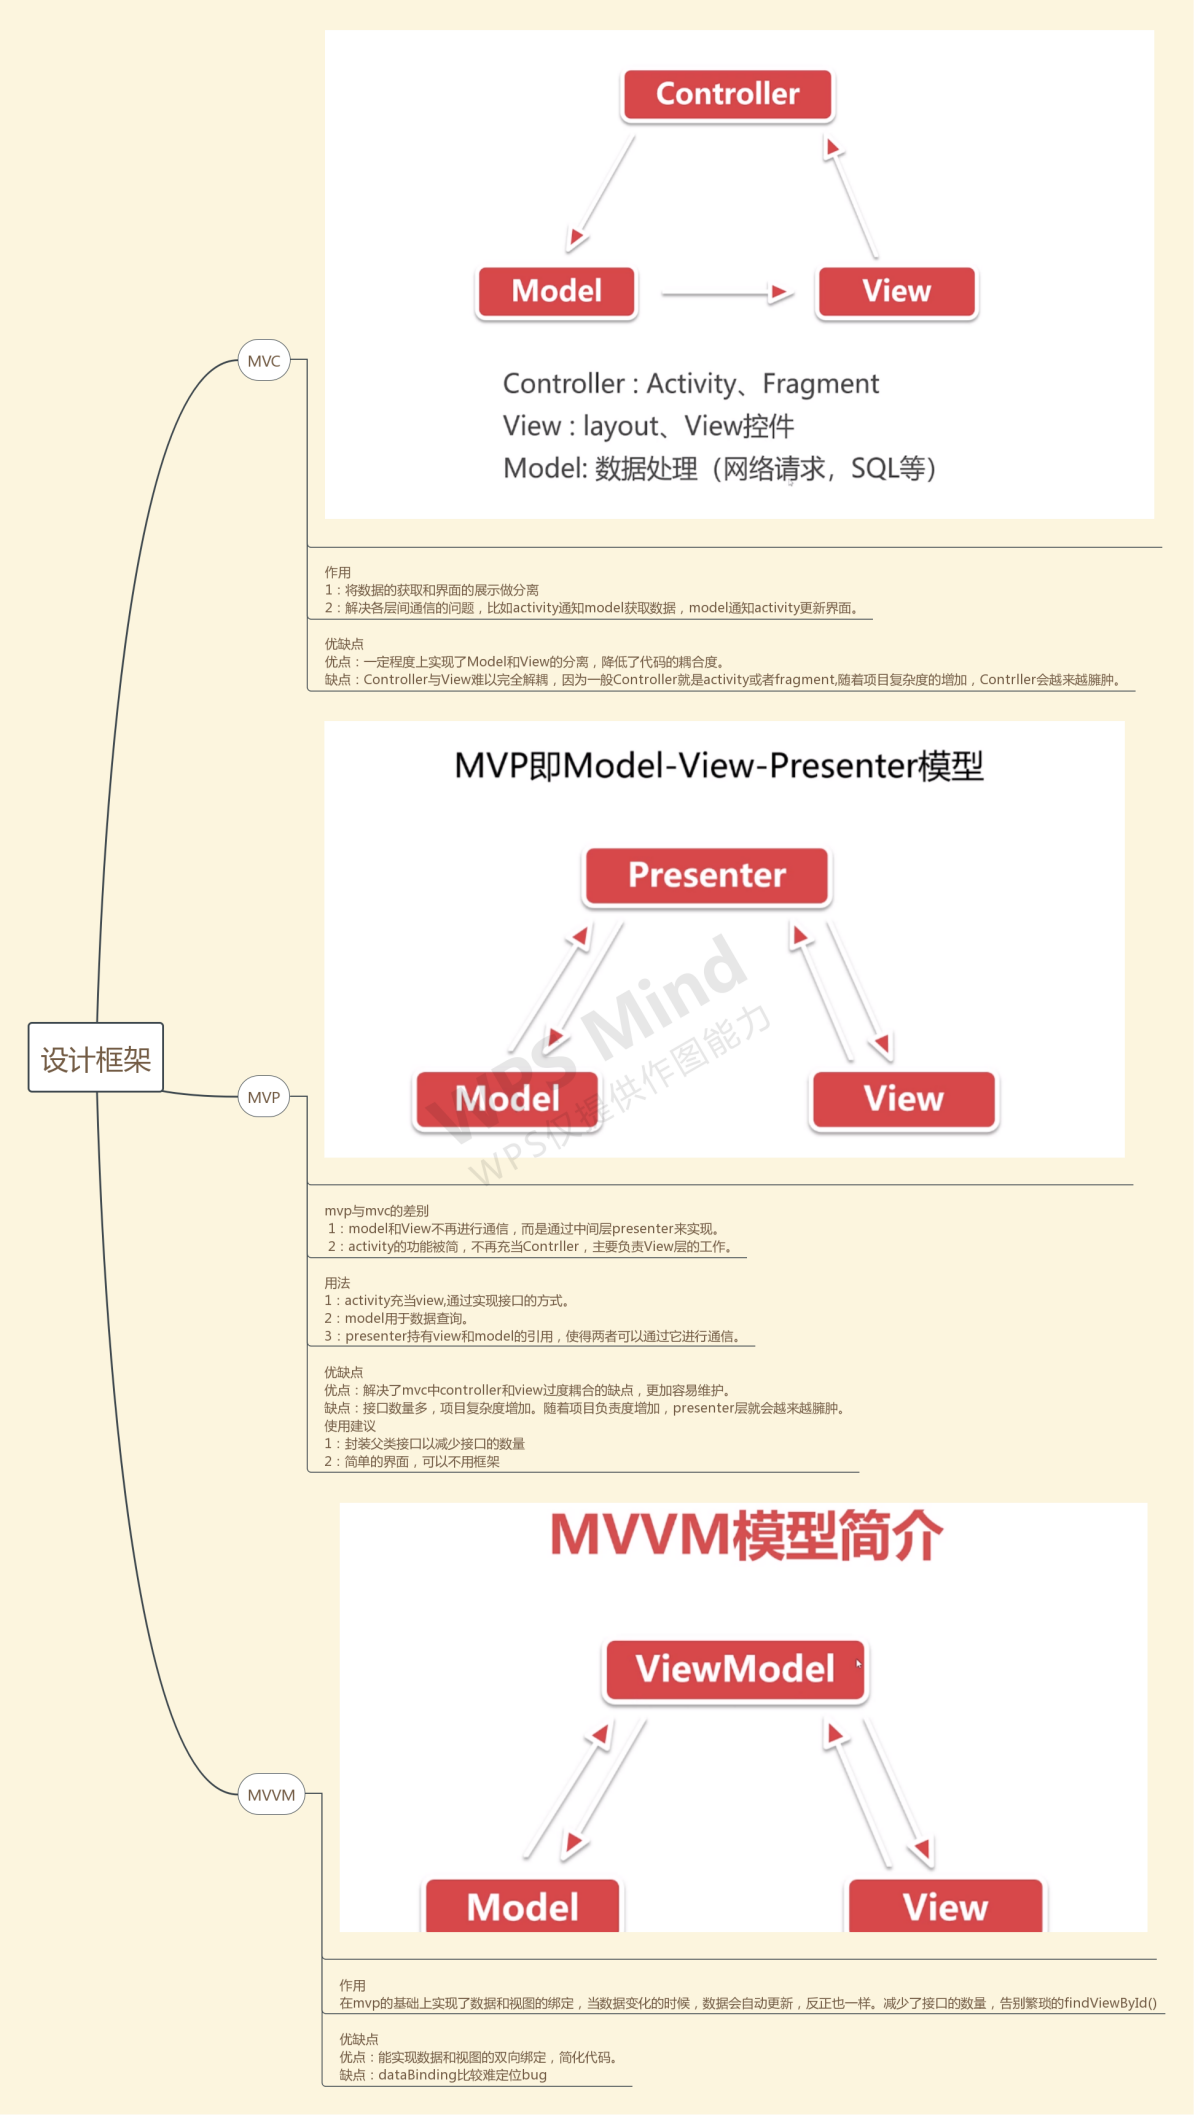 设计框架
MVC
Controller
Model
View
Controller : Activity、Fragment
View : layout、View控件
Model: 数据处理（网络请求，SQL等）
作用
1：将数据的获取和界面的展示做分离
2：解决各层间通信的问题，比如activity通知model获取数据，model通知activity更新界面。
优缺点
优点：一定程度上实现了Model和View的分离，降低了代码的耦合度。
缺点：Controller与View难以完全解耦，因为一般Controller就是activity或者fragment,随着项目复杂度的增加，Contrller会越来越臃肿。
MVP
MVP即Model-View-Presenter模型
Presenter
Model
View
WPS Mind
WPS仅提供作图能力
mvp与mvc的差别
1：model和View不再进行通信，而是通过中间层presenter来实现。
2：activity的功能被简，不再充当Contrller，主要负责View层的工作。
用法
1：activity充当view,通过实现接口的方式。
2：model用于数据查询。
3：presenter持有view和model的引用，使得两者可以通过它进行通信。
优缺点
优点：解决了mvc中controller和view过度耦合的缺点，更加容易维护。
缺点：接口数量多，项目复杂度增加。随着项目负责度增加，presenter层就会越来越臃肿。
使用建议
1：封装父类接口以减少接口的数量
2：简单的界面，可以不用框架
MVVM
MVVM模型简介
ViewModel
Model
View
作用
在mvp的基础上实现了数据和视图的绑定，当数据变化的时候，数据会自动更新，反正也一样。减少了接口的数量，告别繁琐的findViewById()
优缺点
优点：能实现数据和视图的双向绑定，简化代码。
缺点：dataBinding比较难定位bug